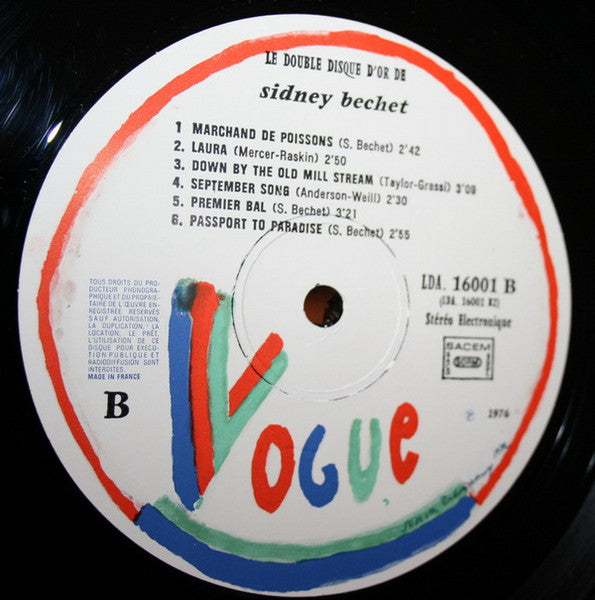 LE DOUBLE DISQUE D'OR DE
sidney bechet
1 MARCHAND DE POISSONS (S. Bechet) 2'42
2. LAURA (Mercer-Raskin) 2'50
3. DOWN BY THE OLD MILL STREAM (Taylor-Grassi) 3'09
4. SEPTEMBER SONG (Anderson-Weill) 2'30
5. PREMIER BAL (S. Bechet) 3'21
6. PASSPORT TO PARADISE (S. Bechet) 2'55
LDA. 16001 B
(LDA. 16001 B2)
Stéréo Electronique
SACEM
TOUS DROITS DU PRO-
DUCTEUR PHONOGRA-
PHIQUE ET DU PROPRIÉ-
TAIRE DE L'ŒUVRE EN-
REGISTRÉE RESERVÉS
SAUF AUTORISATION,
LA DUPLICATION, LA
LOCATION, LE PRÊT,
L'UTILISATION DE CE
DISQUE POUR EXECU-
TION PUBLIQUE ET
RADIODIFFUSION SONT
INTERDITES.
MADE IN FRANCE
B
1976
VOGUE